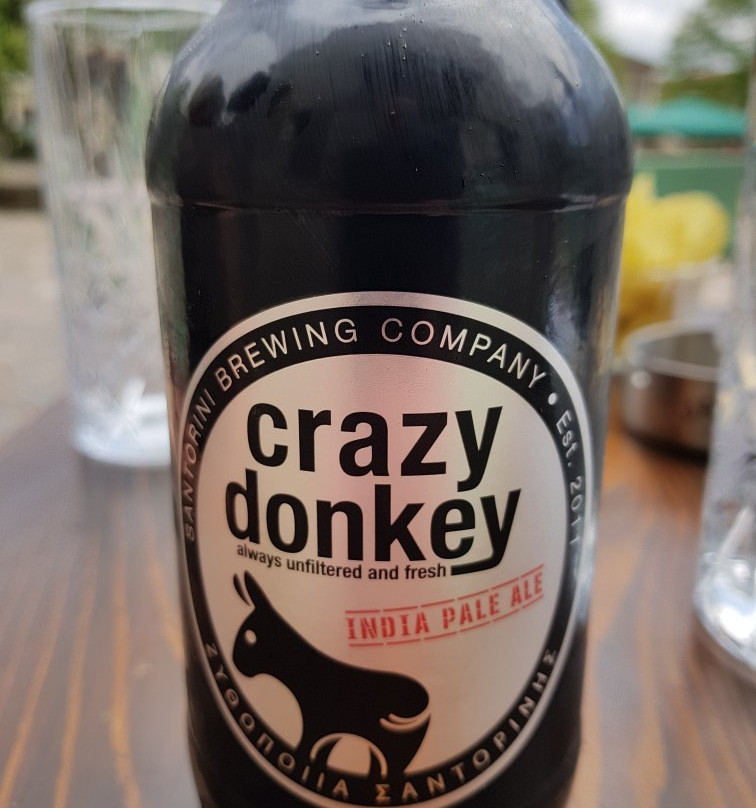 SANTORINI BREWING COMPANY • Est. 2011
crazy
donkey
always unfiltered and fresh
INDIA PALE ALE
ΖΥΘΟΠΟΙΙΑ ΣΑΝΤΟΡΙΝΗΣ